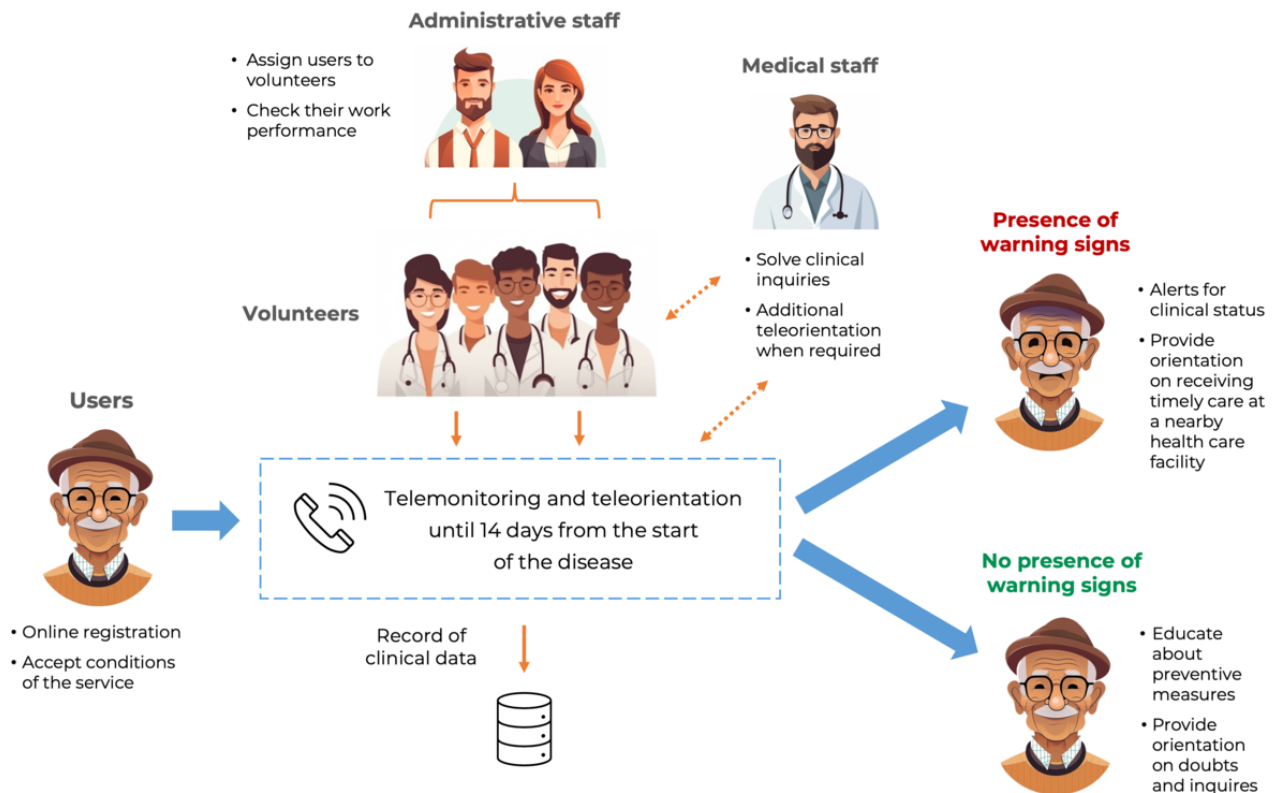 Administrative staff
• Assign users to
volunteers
• Check their work
performance
Medical staff
• Solve clinical
inquiries
• Additional
teleorientation
when required
Volunteers
Users
• Online registration
• Accept conditions
of the service
Telemonitoring and teleorientation
until 14 days from the start
of the disease
Record of
clinical data
Presence of
warning signs
• Alerts for
clinical status
• Provide
orientation
on receiving
timely care at
a nearby
health care
facility
No presence of
warning signs
• Educate
about
preventive
measures
• Provide
orientation
on doubts
and inquires